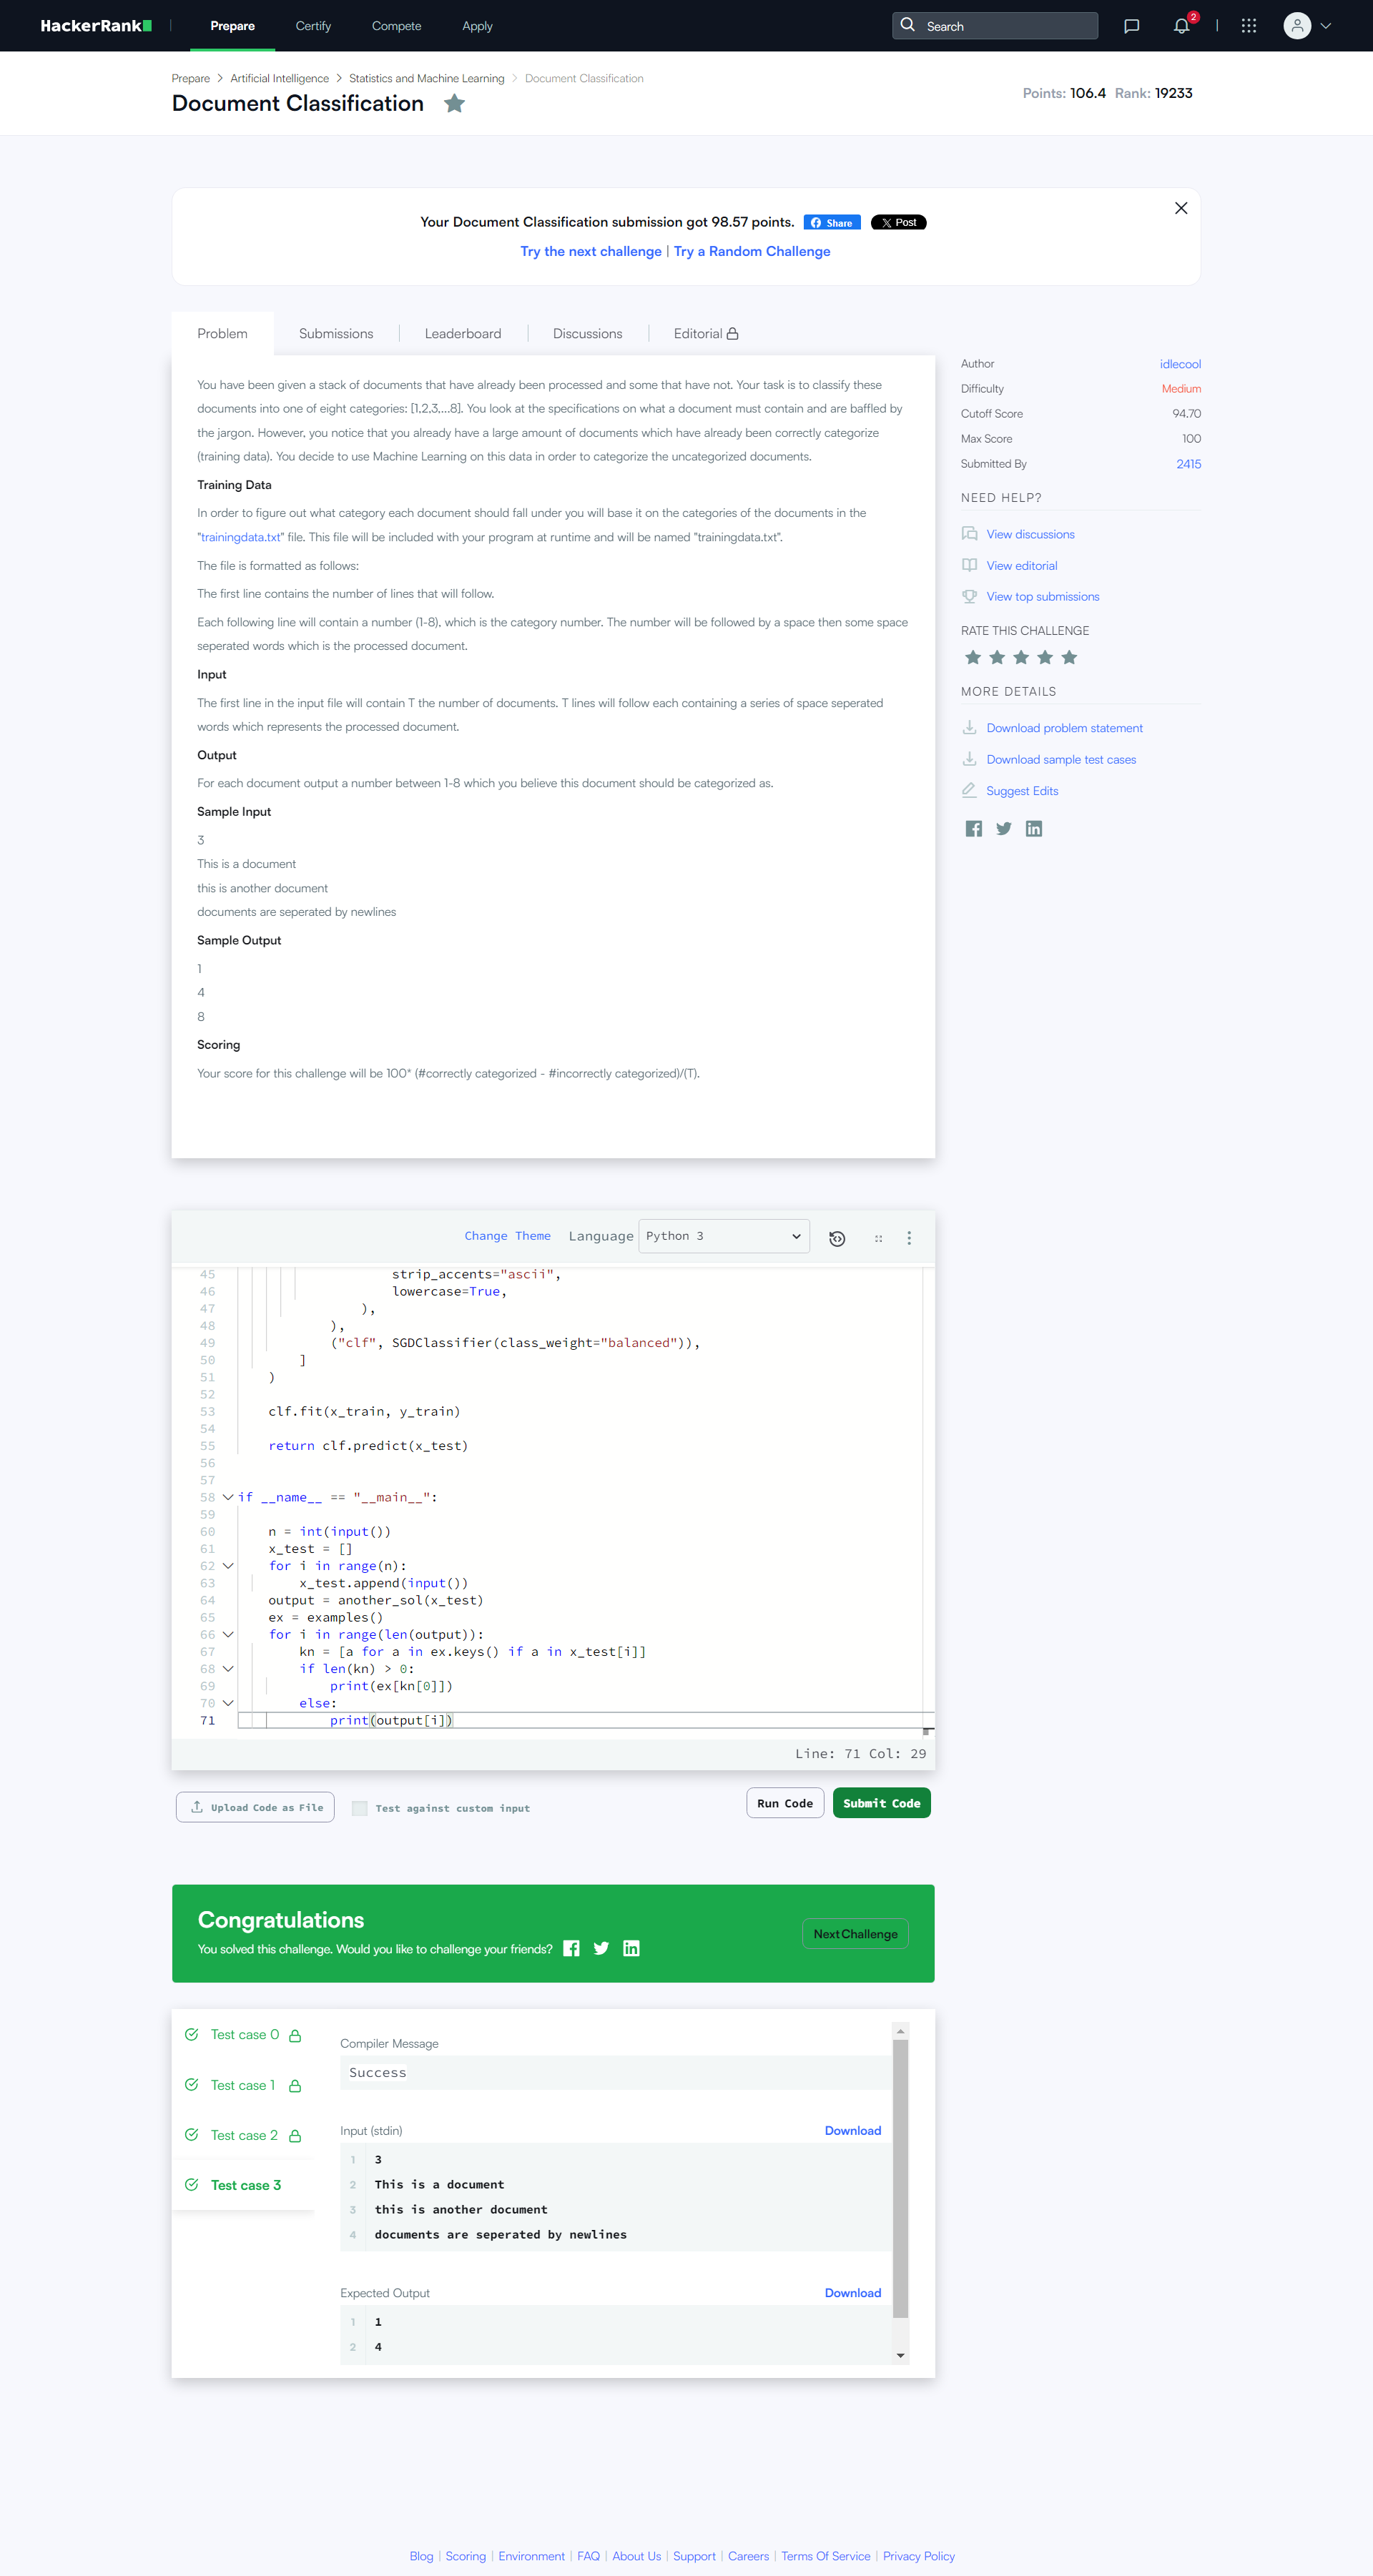 HackerRank
Prepare
Certify
Compete
Apply
Search
2
Prepare > Artificial Intelligence > Statistics and Machine Learning > Document Classification
Document Classification
Points: 106.4 Rank: 19233
Your Document Classification submission got 98.57 points. Share Post
Try the next challenge | Try a Random Challenge
Problem
Submissions
Leaderboard
Discussions
Editorial
You have been given a stack of documents that have already been processed and some that have not. Your task is to classify these
documents into one of eight categories: [1,2,3,...8]. You look at the specifications on what a document must contain and are baffled by
the jargon. However, you notice that you already have a large amount of documents which have already been correctly categorize
(training data). You decide to use Machine Learning on this data in order to categorize the uncategorized documents.
Training Data
In order to figure out what category each document should fall under you will base it on the categories of the documents in the
"trainingdata.txt" file. This file will be included with your program at runtime and will be named "trainingdata.txt".
The file is formatted as follows:
The first line contains the number of lines that will follow.
Each following line will contain a number (1-8), which is the category number. The number will be followed by a space then some space
seperated words which is the processed document.
Input
The first line in the input file will contain T the number of documents. T lines will follow each containing a series of space seperated
words which represents the processed document.
Output
For each document output a number between 1-8 which you believe this document should be categorized as.
Sample Input
3
This is a document
this is another document
documents are seperated by newlines
Sample Output
1
4
8
Scoring
Your score for this challenge will be 100* (#correctly categorized - #incorrectly categorized)/(T).
Author idlecool
Difficulty Medium
Cutoff Score 94.70
Max Score 100
Submitted By 2415
NEED HELP?
View discussions
View editorial
View top submissions
RATE THIS CHALLENGE
MORE DETAILS
Download problem statement
Download sample test cases
Suggest Edits
Change Theme Language Python 3
45 strip_accents="ascii",
46 lowercase=True,
47 ),
48 ),
49 ("clf", SGDClassifier(class_weight="balanced")),
50 ]
51 )
52
53 clf.fit(x_train, y_train)
54
55 return clf.predict(x_test)
56
57
58 if __name__ == "__main__":
59
60 n = int(input())
61 x_test = []
62 for i in range(n):
63 x_test.append(input())
64 output = another_sol(x_test)
65 ex = examples()
66 for i in range(len(output)):
67 kn = [a for a in ex.keys() if a in x_test[i]]
68 if len(kn) > 0:
69 print(ex[kn[0]])
70 else:
71 print(output[i])
Line: 71 Col: 29
Upload Code as File
Test against custom input
Run Code
Submit Code
Congratulations
You solved this challenge. Would you like to challenge your friends?
Next Challenge
Test case 0
Test case 1
Test case 2
Test case 3
Compiler Message
Success
Input (stdin) Download
1 3
2 This is a document
3 this is another document
4 documents are seperated by newlines
Expected Output Download
1 1
2 4
Blog | Scoring | Environment | FAQ | About Us | Support | Careers | Terms Of Service | Privacy Policy